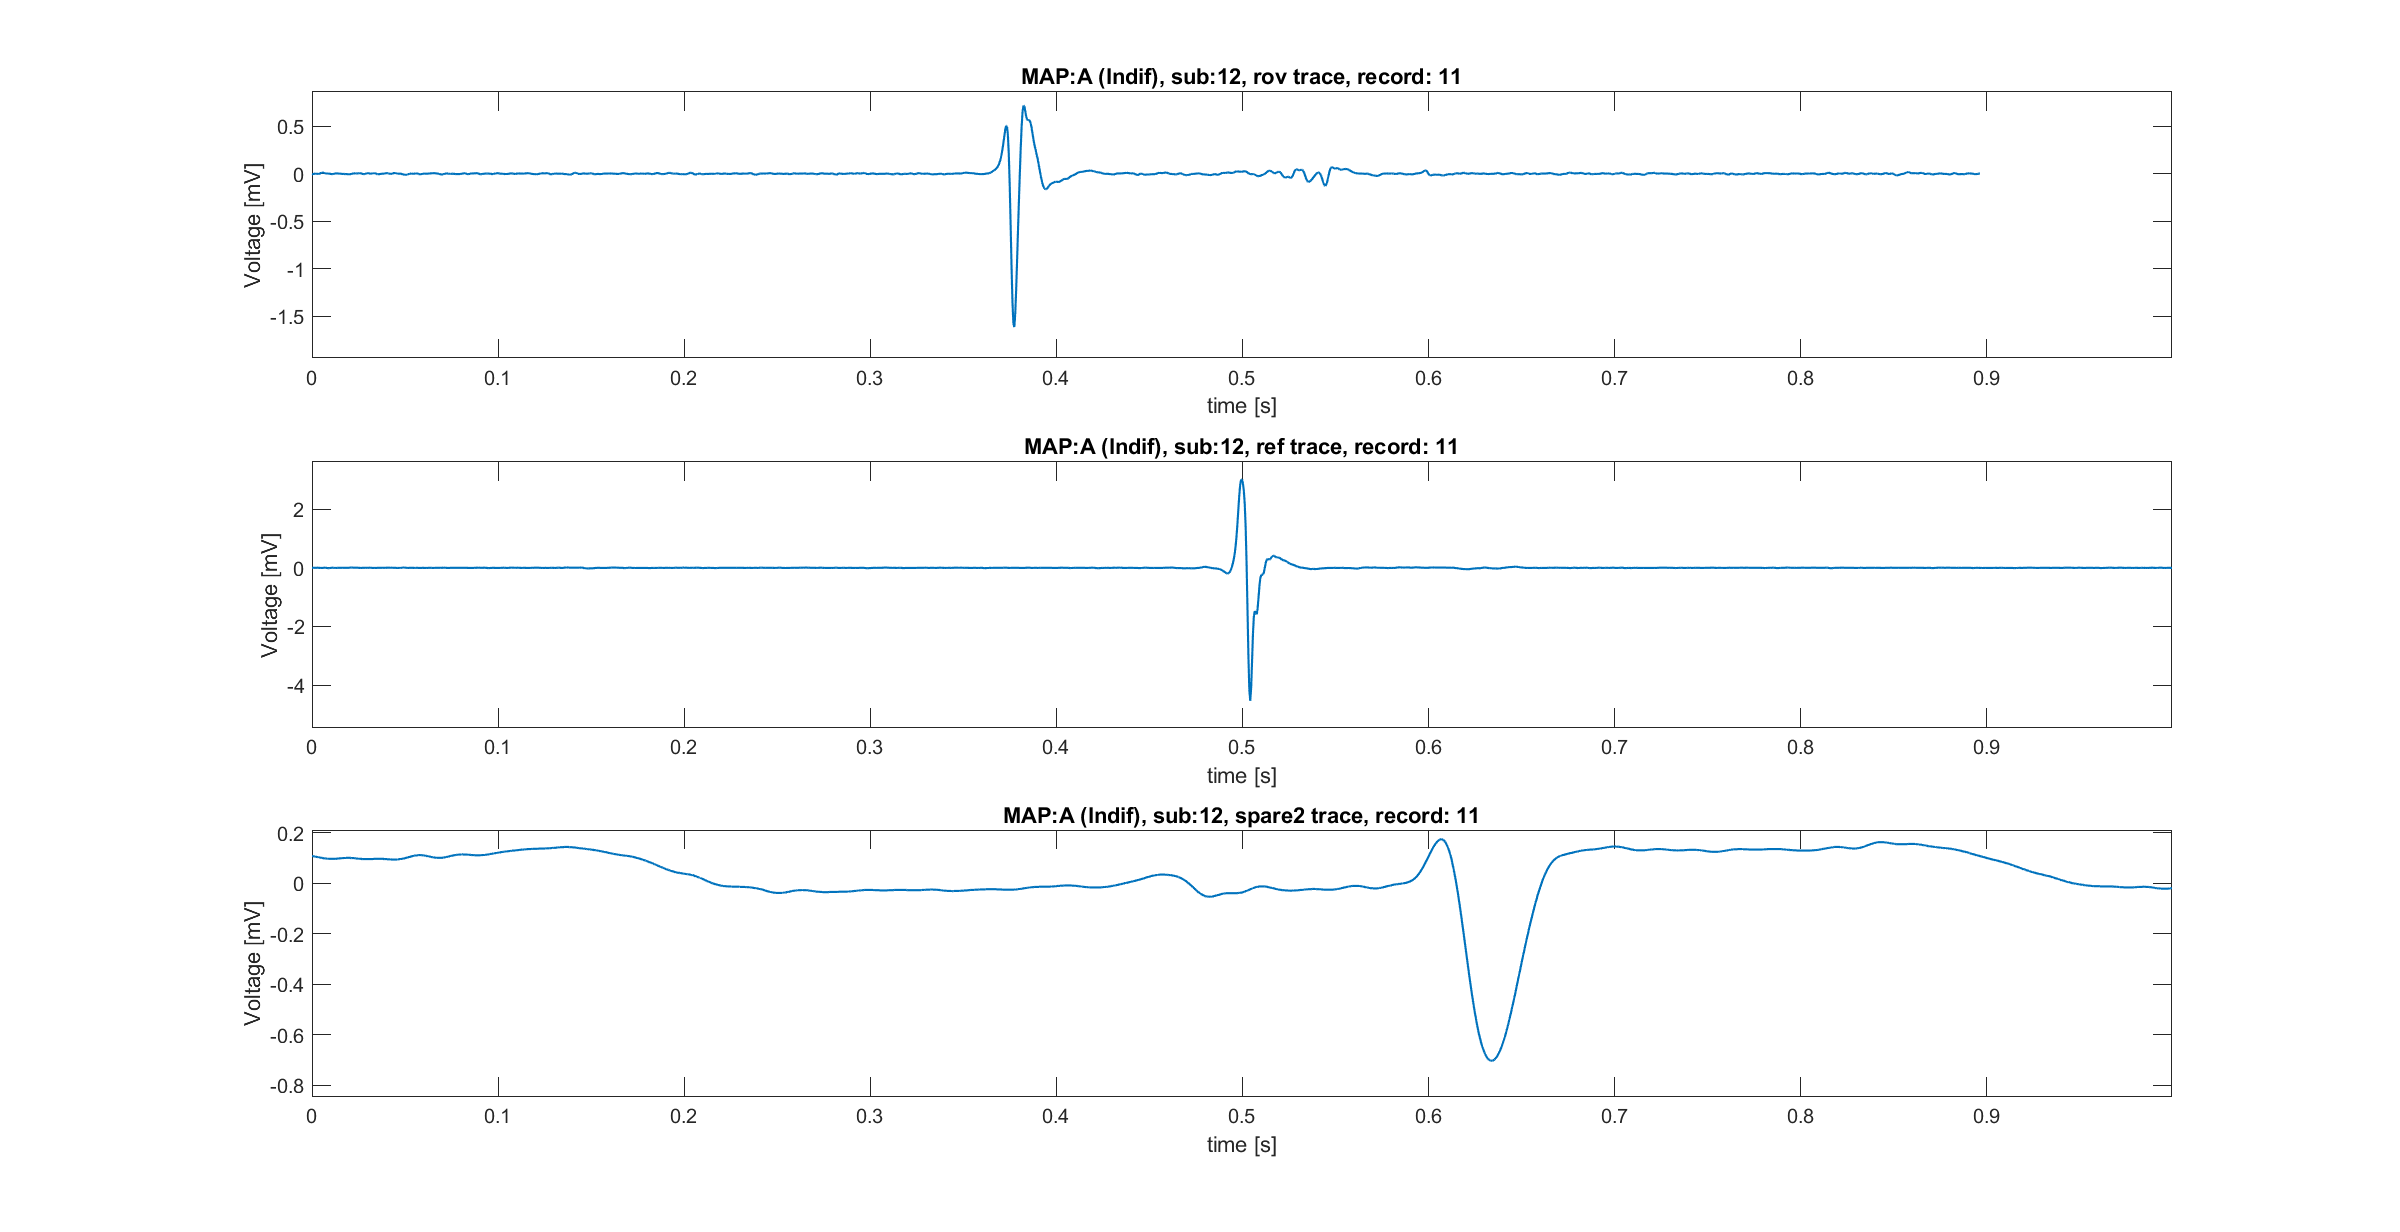 MAP:A (Indif), sub:12, rov trace, record: 11
Voltage [mV]
0.5
0
-0.5
-1
-1.5
0 0.1 0.2 0.3 0.4 0.5 0.6 0.7 0.8 0.9
time [s]
MAP:A (Indif), sub:12, ref trace, record: 11
Voltage [mV]
2
0
-2
-4
0 0.1 0.2 0.3 0.4 0.5 0.6 0.7 0.8 0.9
time [s]
MAP:A (Indif), sub:12, spare2 trace, record: 11
Voltage [mV]
0.2
0
-0.2
-0.4
-0.6
-0.8
0 0.1 0.2 0.3 0.4 0.5 0.6 0.7 0.8 0.9
time [s]